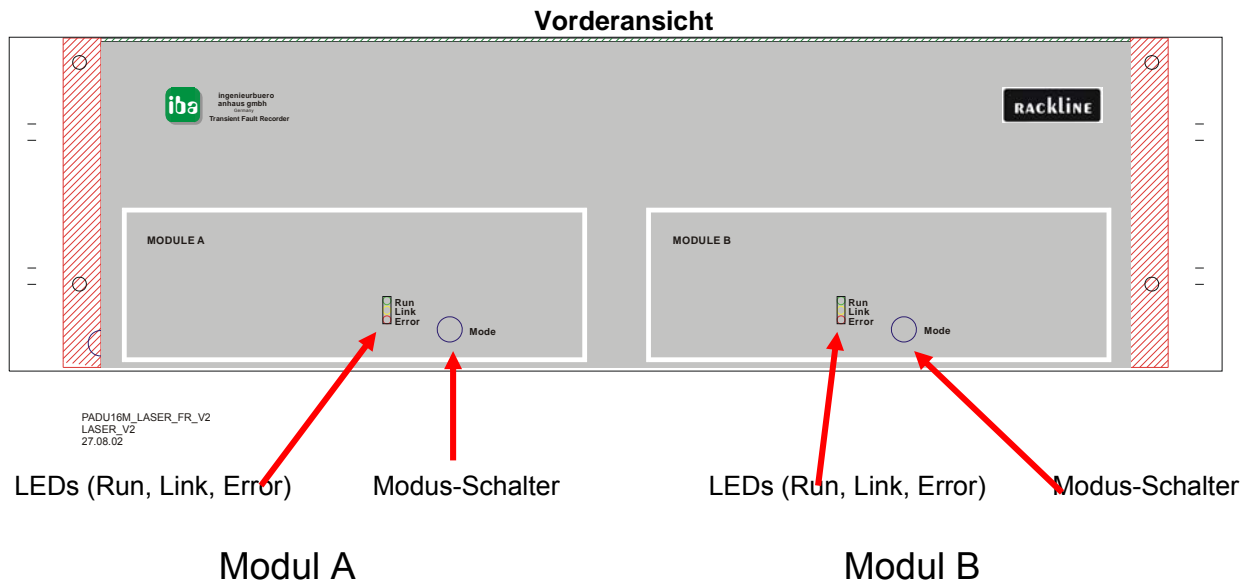 Vorderansicht
iba
ingenieurbuero
anhaus gmbh
Germany
Transient Fault Recorder
RACKLINE
MODULE A
Run
Link
Error
Mode
MODULE B
Run
Link
Error
Mode
PADU16M_LASER_FR_V2
LASER_V2
27.08.02
LEDs (Run, Link, Error)
Modus-Schalter
LEDs (Run, Link, Error)
Modus-Schalter
Modul A
Modul B